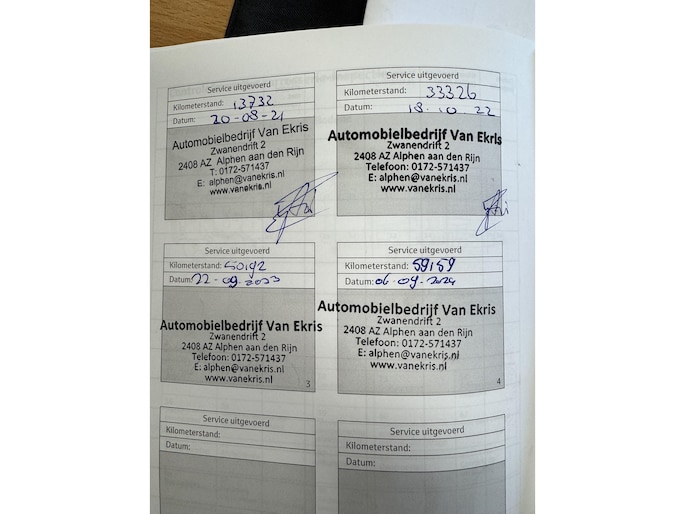 Service uitgevoerd
Kilometerstand: 13732
Datum: 20-08-21
Automobielbedrijf Van Ekris
Zwanendrift 2
2408 AZ Alphen aan den Rijn
T: 0172-571437
E: alphen@vanekris.nl
www.vanekris.nl
Service uitgevoerd
Kilometerstand: 33326
Datum: 18-10-22
Automobielbedrijf Van Ekris
Zwanendrift 2
2408 AZ Alphen aan den Rijn
Telefoon: 0172-571437
E: alphen@vanekris.nl
www.vanekris.nl
Service uitgevoerd
Kilometerstand: 50192
Datum: 22-09-2023
Automobielbedrijf Van Ekris
Zwanendrift 2
2408 AZ Alphen aan den Rijn
Telefoon: 0172-571437
E: alphen@vanekris.nl
www.vanekris.nl
3
Service uitgevoerd
Kilometerstand: 59159
Datum: 06-09-2024
Automobielbedrijf Van Ekris
Zwanendrift 2
2408 AZ Alphen aan den Rijn
Telefoon: 0172-571437
E: alphen@vanekris.nl
www.vanekris.nl
4
Service uitgevoerd
Kilometerstand:
Datum:
Service uitgevoerd
Kilometerstand:
Datum: